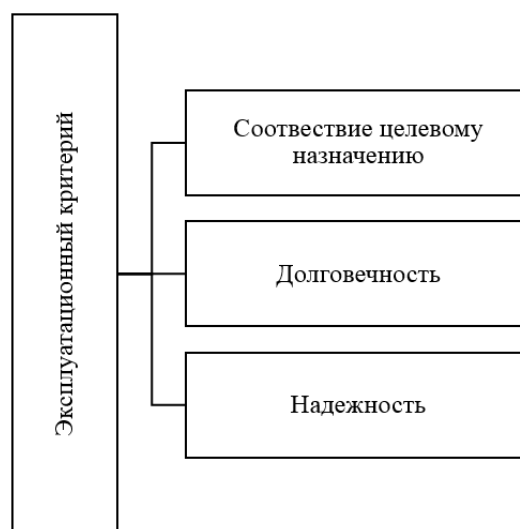 Эксплуатационный критерий
Соотвествие целевому
назначению
Долговечность
Надежность